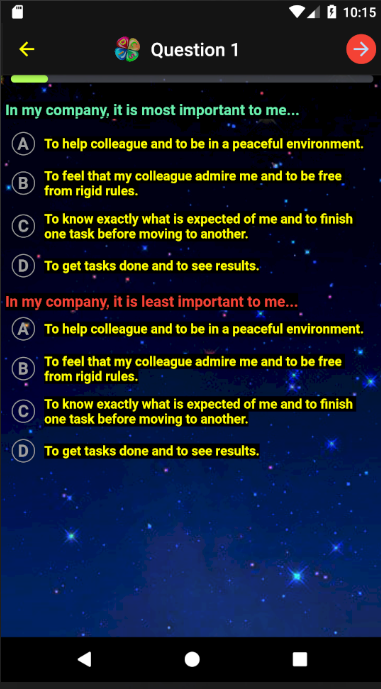 10:15
Question 1
In my company, it is most important to me...
A To help colleague and to be in a peaceful environment.
B To feel that my colleague admire me and to be free
from rigid rules.
C To know exactly what is expected of me and to finish
one task before moving to another.
D To get tasks done and to see results.
In my company, it is least important to me...
A To help colleague and to be in a peaceful environment.
B To feel that my colleague admire me and to be free
from rigid rules.
C To know exactly what is expected of me and to finish
one task before moving to another.
D To get tasks done and to see results.